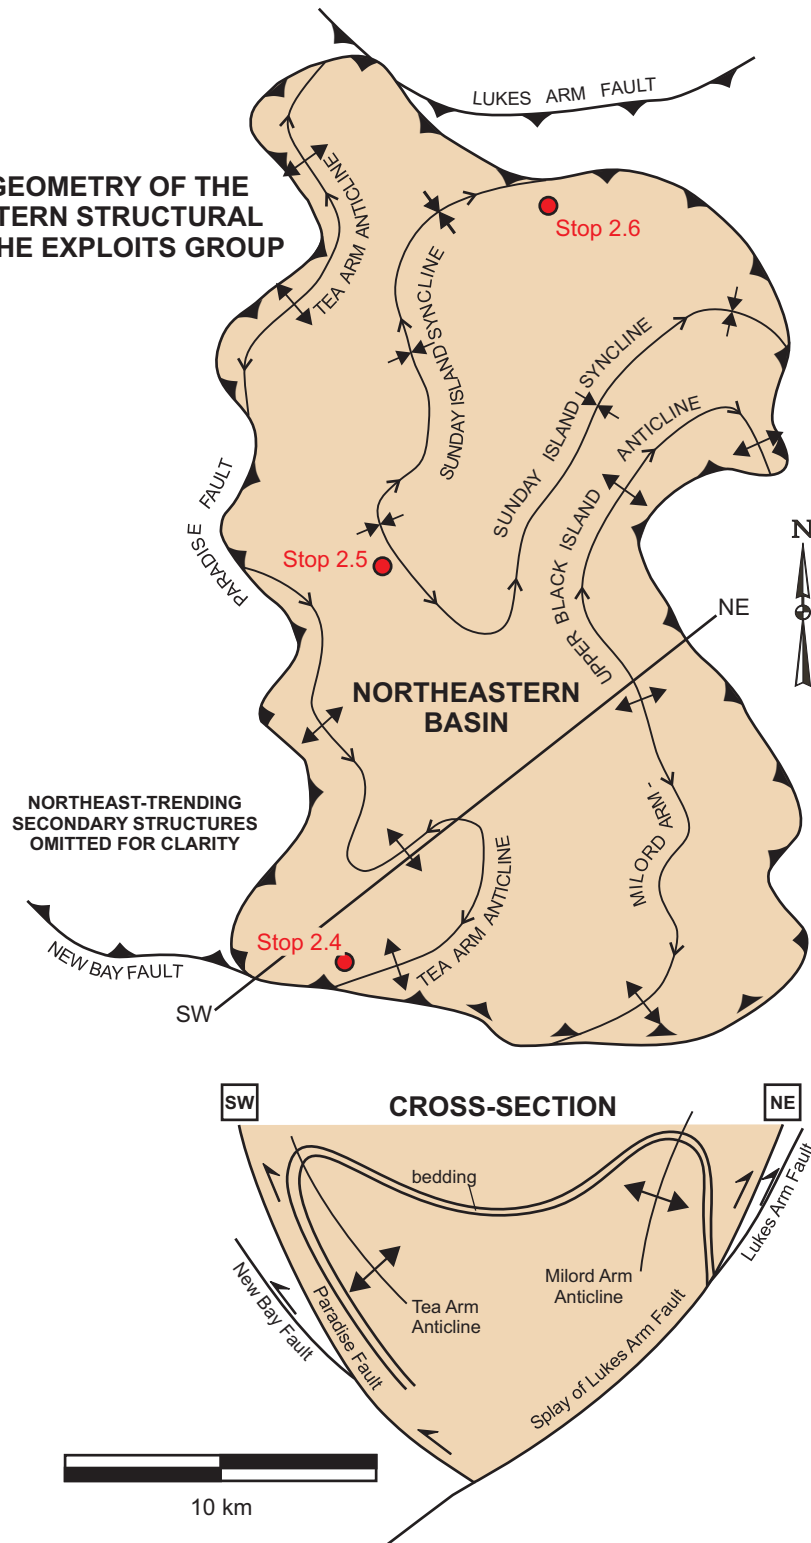 LUKES ARM FAULT
GEOMETRY OF THE
TERN STRUCTURAL
HE EXPLOITS GROUP
TEA ARM ANTICLINE
Stop 2.6
SUNDAY ISLAND SYNCLINE
SUNDAY ISLAND SYNCLINE
UPPER BLACK ISLAND ANTICLINE
PARADISE FAULT
Stop 2.5
N
NE
NORTHEASTERN
BASIN
NORTHEAST-TRENDING
SECONDARY STRUCTURES
OMITTED FOR CLARITY
MILORD ARM -
TEA ARM ANTICLINE
Stop 2.4
NEW BAY FAULT
SW
SW
CROSS-SECTION
NE
bedding
Lukes Arm Fault
New Bay Fault
Paradise Fault
Tea Arm
Anticline
Milord Arm
Anticline
Splay of Lukes Arm Fault
10 km